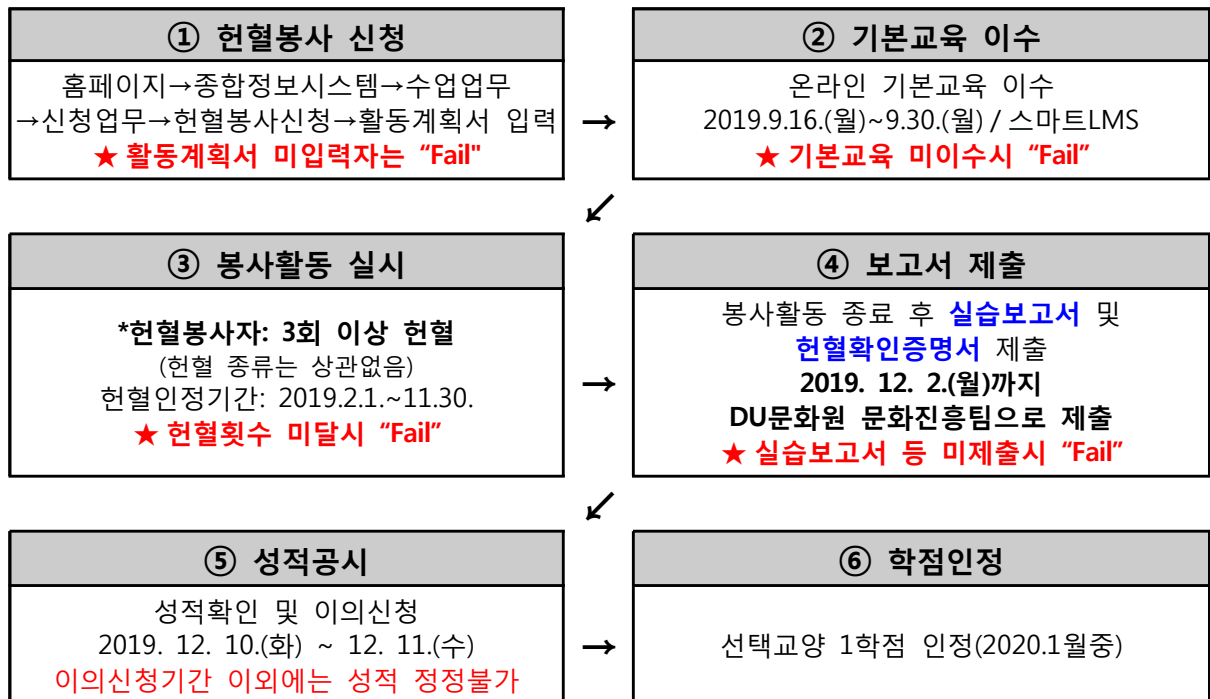 ① 헌혈봉사 신청
홈페이지→종합정보시스템→수업업무
→신청업무→헌혈봉사신청→활동계획서 입력
★ 활동계획서 미입력자는 “Fail"
→
② 기본교육 이수
온라인 기본교육 이수
2019.9.16.(월)~9.30.(월) / 스마트LMS
★ 기본교육 미이수시 “Fail”
↙
③ 봉사활동 실시
*헌혈봉사자: 3회 이상 헌혈
(헌혈 종류는 상관없음)
헌혈인정기간: 2019.2.1.~11.30.
★ 헌혈횟수 미달시 “Fail”
→
④ 보고서 제출
봉사활동 종료 후 실습보고서 및
헌혈확인증명서 제출
2019. 12. 2.(월)까지
DU문화원 문화진흥팀으로 제출
★ 실습보고서 등 미제출시 “Fail”
↙
⑤ 성적공시
성적확인 및 이의신청
2019. 12. 10.(화) ~ 12. 11.(수)
이의신청기간 이외에는 성적 정정불가
→
⑥ 학점인정
선택교양 1학점 인정(2020.1월중)